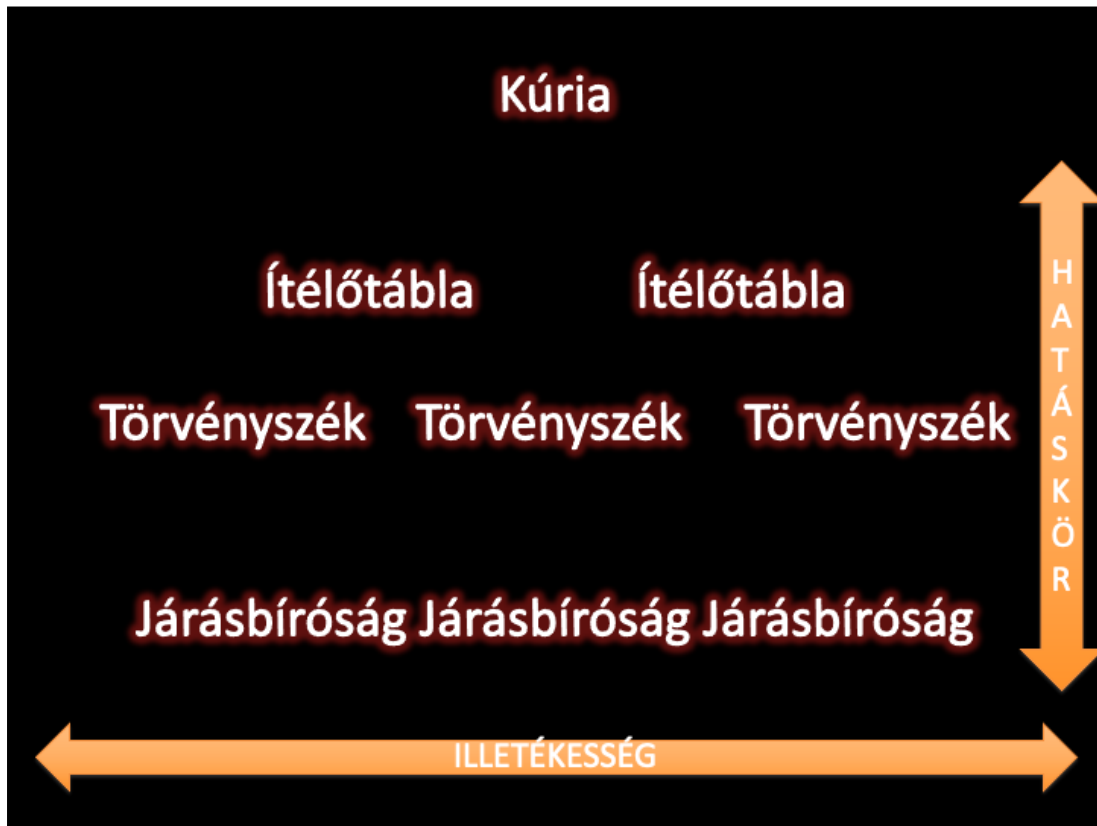 Kúria
Ítélőtábla Ítélőtábla
Törvényszék Törvényszék Törvényszék
Járásbíróság Járásbíróság Járásbíróság
HATÁSKÖR
ILLETÉKESSÉG